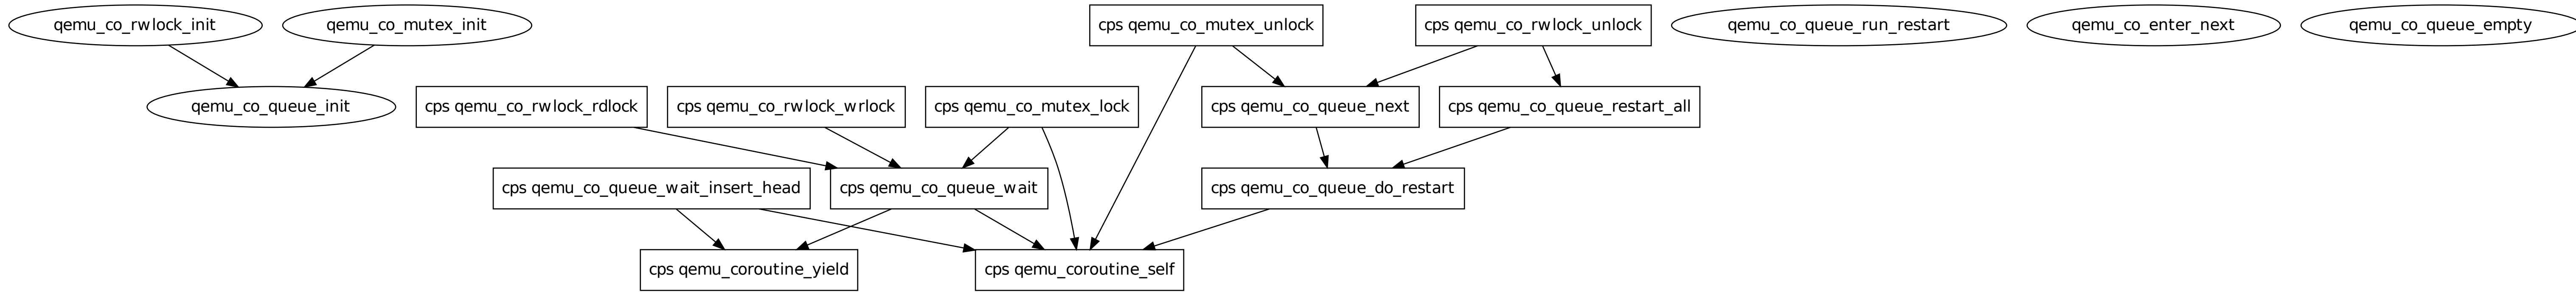 qemu_co_rwlock_init
qemu_co_mutex_init
cps qemu_co_mutex_unlock
cps qemu_co_rwlock_unlock
qemu_co_queue_run_restart
qemu_co_enter_next
qemu_co_queue_empty
qemu_co_queue_init
cps qemu_co_rwlock_rdlock
cps qemu_co_rwlock_wrlock
cps qemu_co_mutex_lock
cps qemu_co_queue_next
cps qemu_co_queue_restart_all
cps qemu_co_queue_wait_insert_head
cps qemu_co_queue_wait
cps qemu_co_queue_do_restart
cps qemu_coroutine_yield
cps qemu_coroutine_self